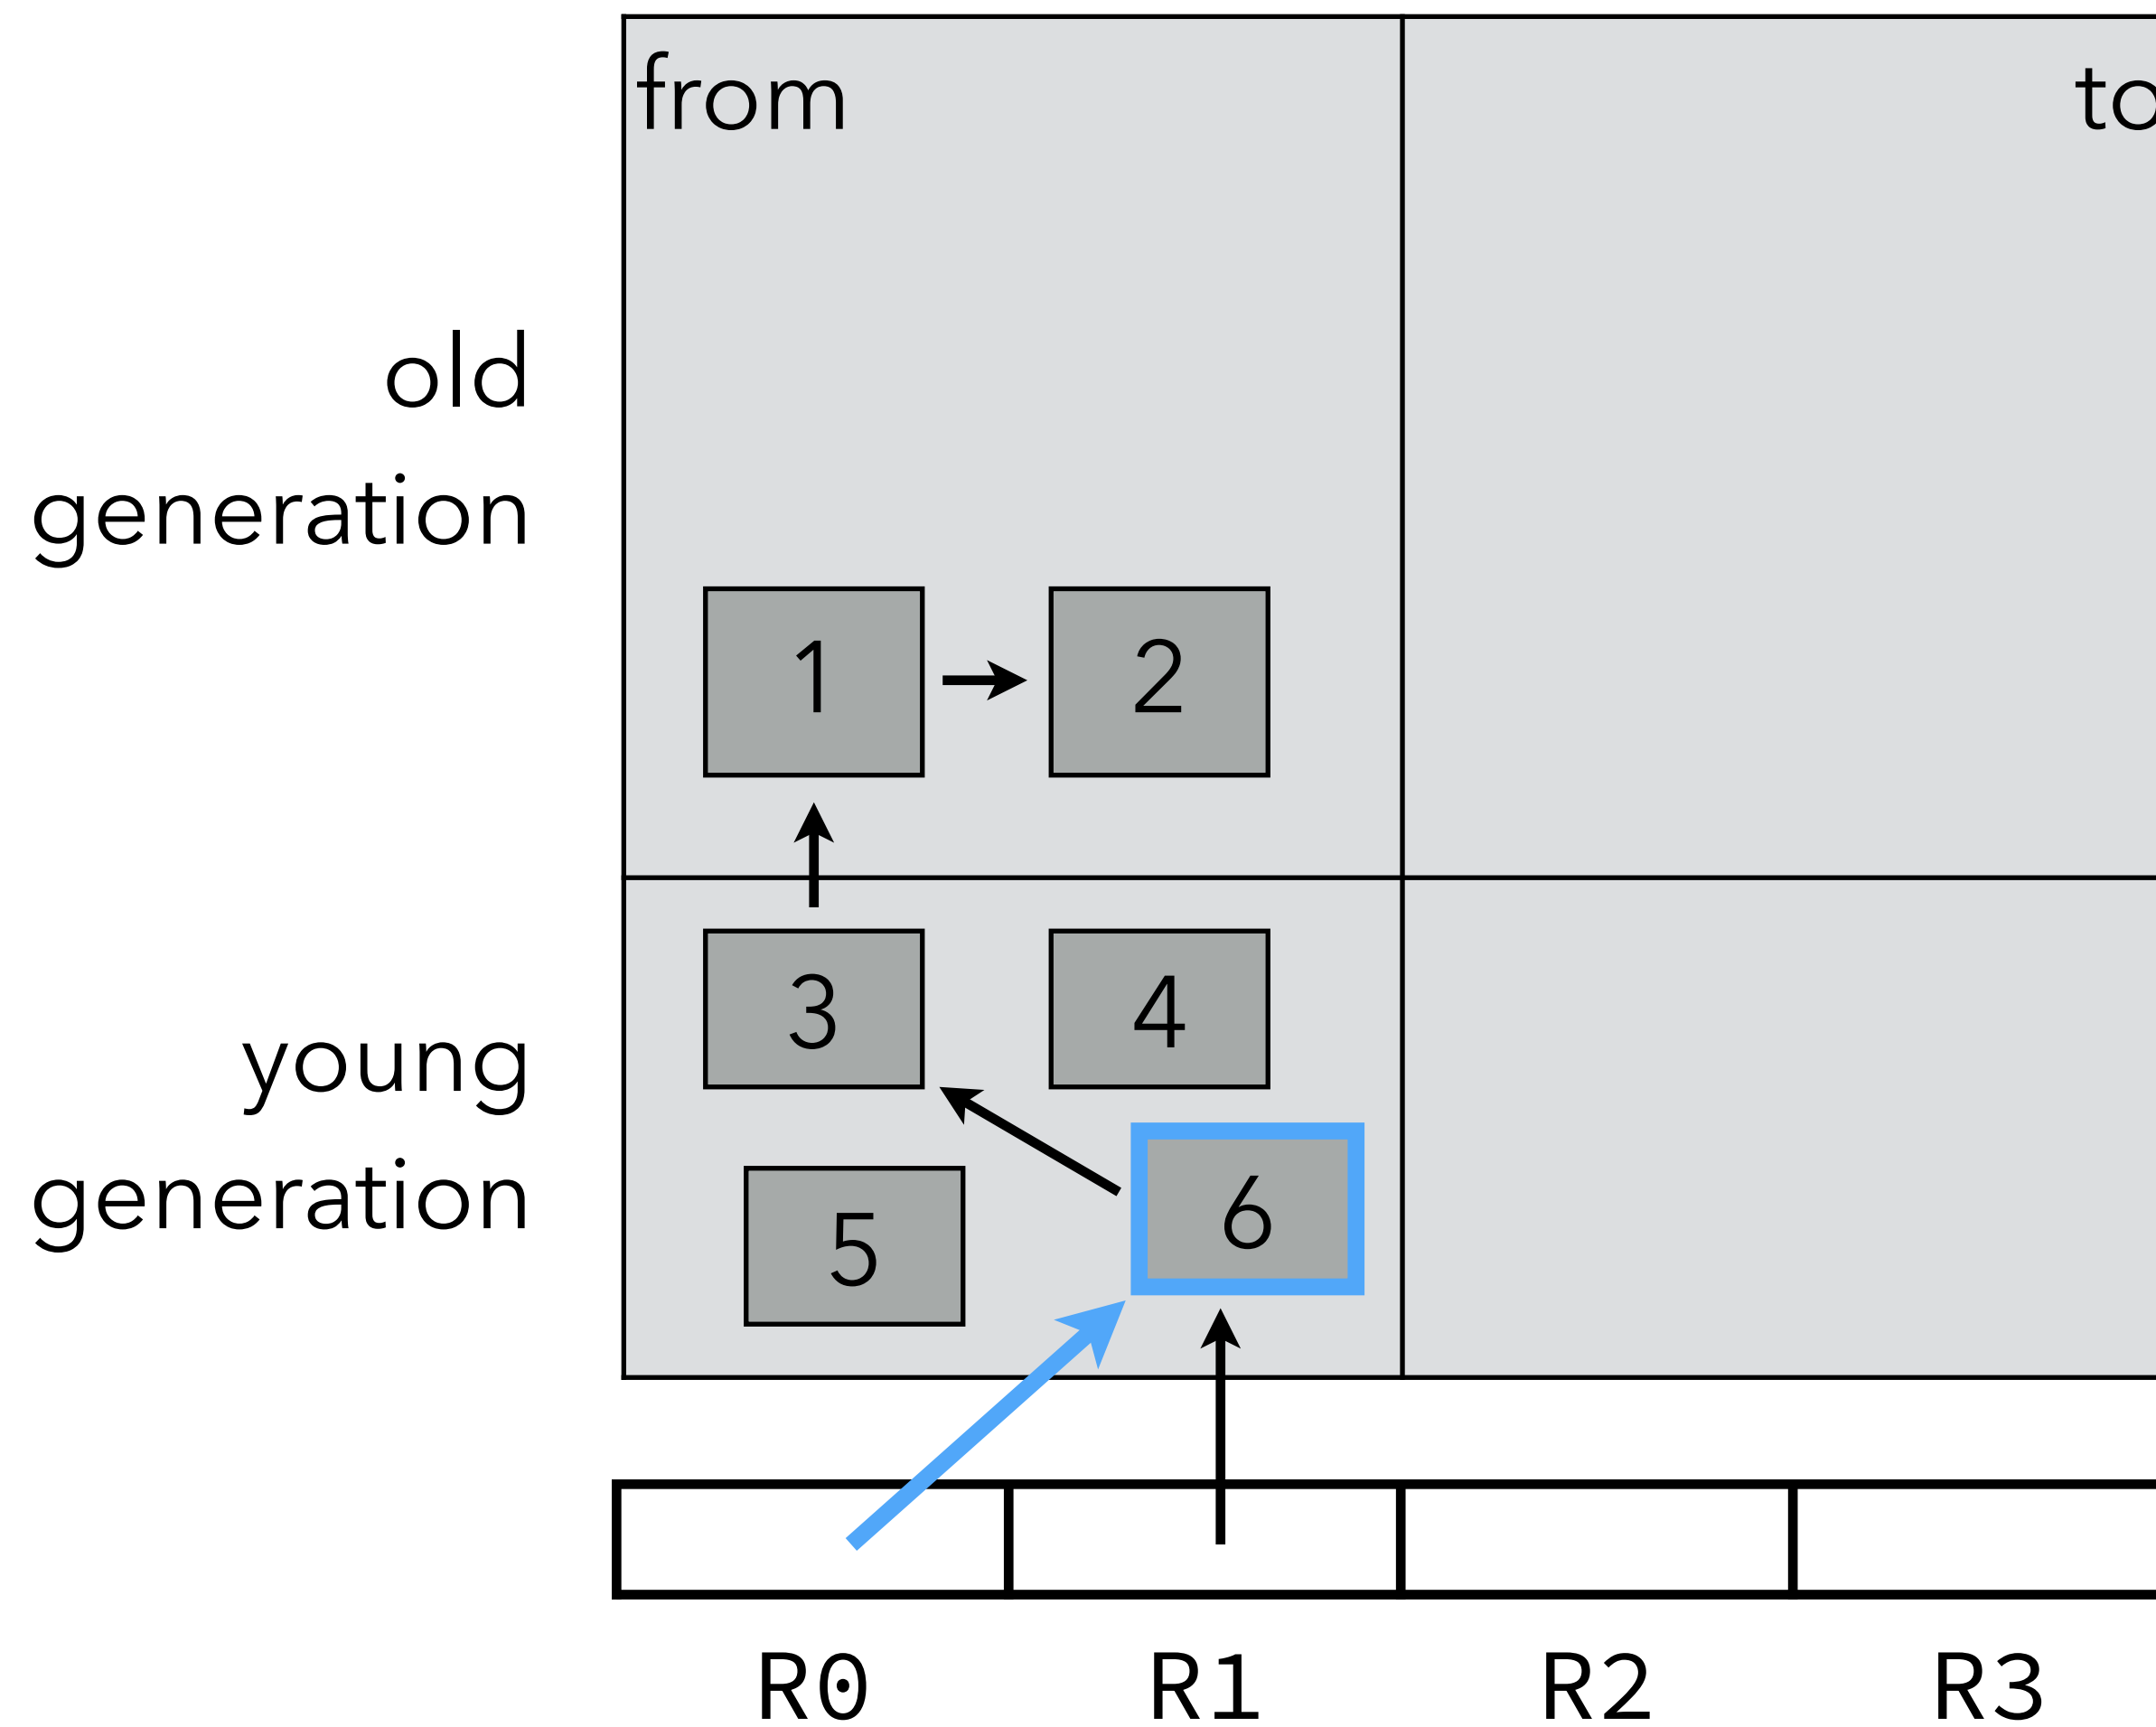 from
to
old
generation
1
2
young
generation
3
4
5
6
R0
R1
R2
R3